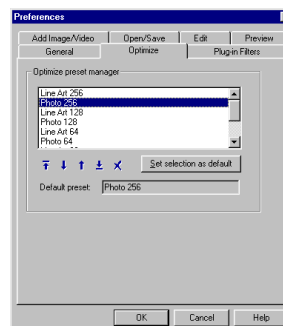 Preferences
Add Image/Video Open/Save Edit Preview
General Optimize Plug-in Filters
Optimize preset manager
Line Art 256
Photo 256
Line Art 128
Photo 128
Line Art 64
Photo 64
Set selection as default
Default preset: Photo 256
OK Cancel Help